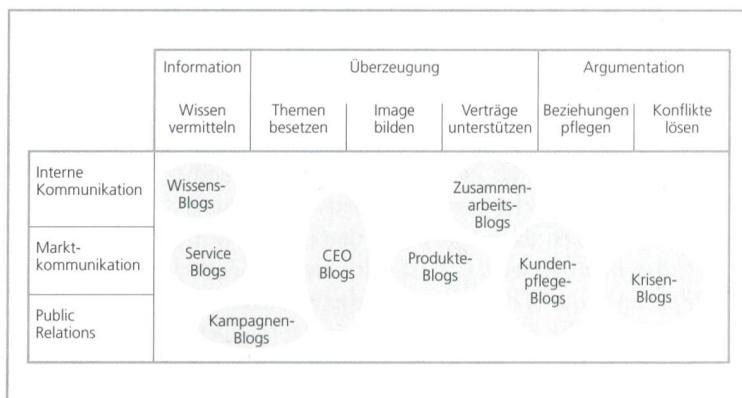 Information
Überzeugung
Argumentation
Wissen
vermitteln
Themen
besetzen
Image
bilden
Verträge
unterstützen
Beziehungen
pflegen
Konflikte
lösen
Interne
Kommunikation
Wissens-
Blogs
Zusammen-
arbeits-
Blogs
Markt-
kommunikation
Service
Blogs
CEO
Blogs
Produkte-
Blogs
Kunden-
pflege-
Blogs
Krisen-
Blogs
Public
Relations
Kampagnen-
Blogs